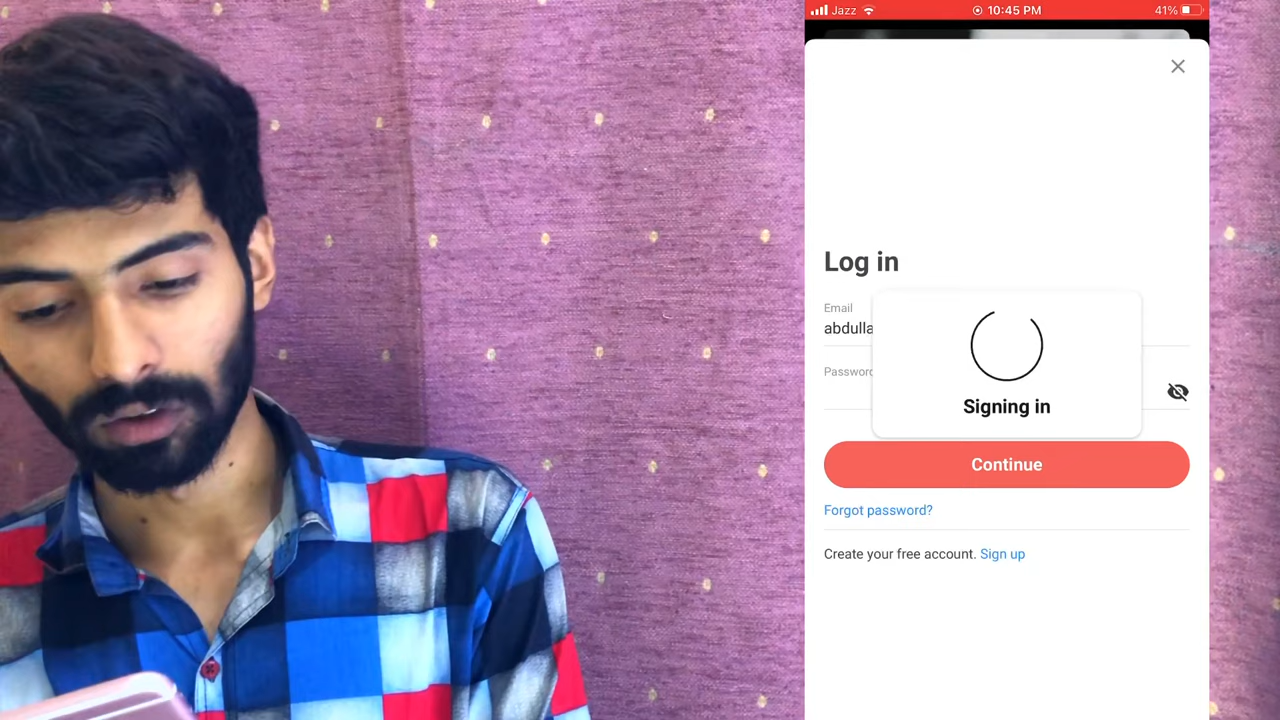 Jazz 10:45 PM 41%
Log in
Email
abdulla
Password
Signing in
Continue
Forgot password?
Create your free account. Sign up